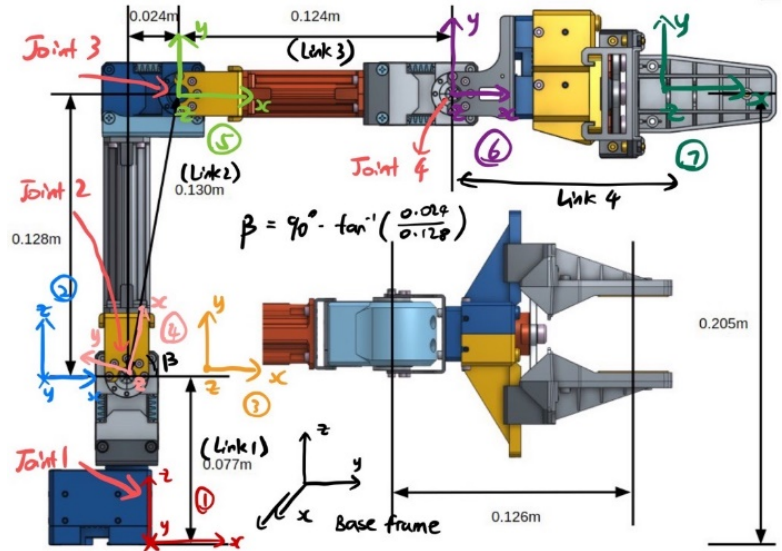 0.024m
0.124m
Joint 3
(Link 3)
y
x
z
⑤
y
x
z
⑥
y
x
z
⑦
Joint 4
Link 4
(Link2)
0.130m
Joint 2
0.128m
β = 90° - tan⁻¹(0.024/0.128)
②
z
x
y
④
x
y
z
β
y
z
x
③
0.205m
(Link1)
0.077m
Joint 1
z
①
y
x
z
y
x
Base frame
0.126m